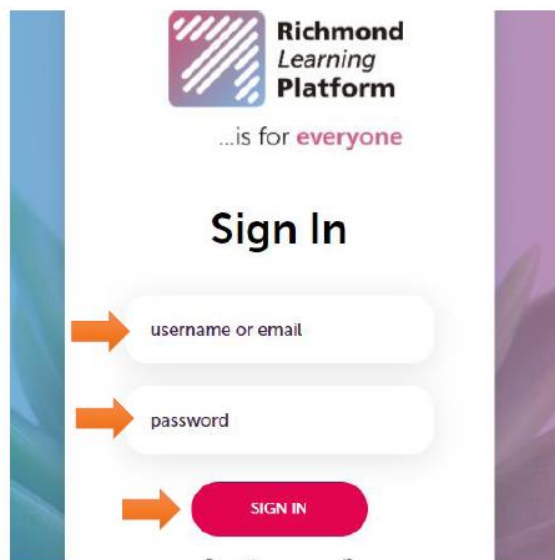 Richmond
Learning
Platform
...is for everyone
Sign In
username or email
password
SIGN IN